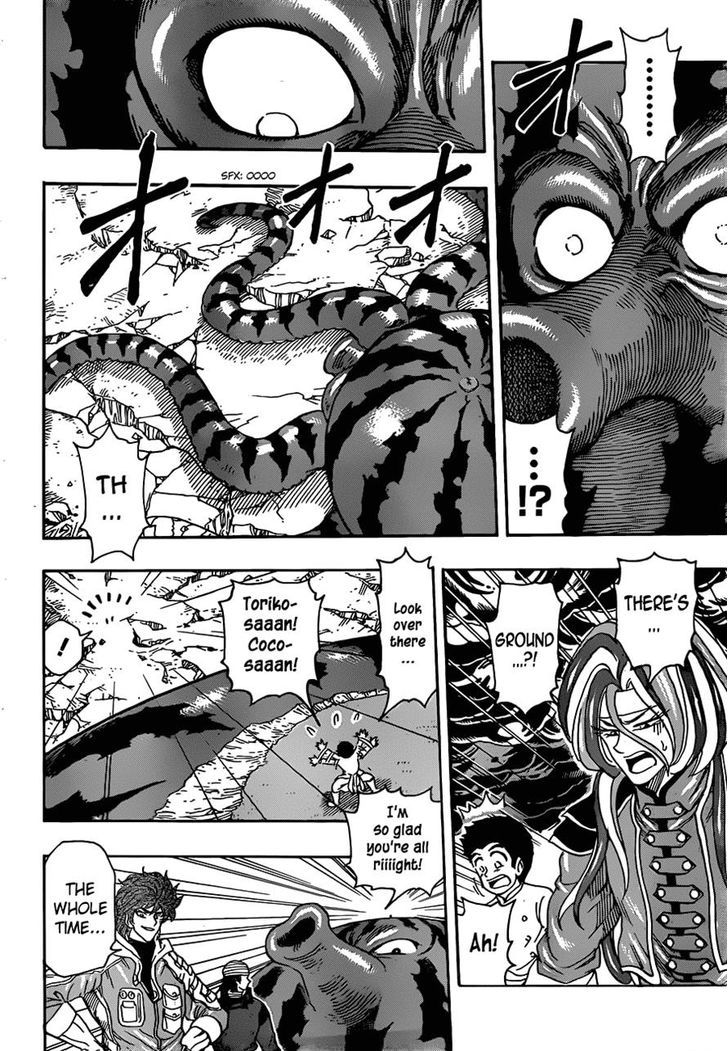 ......
オ
オ
オ
オ
SFX: OOOO
...
!?
TH
...
THERE'S
...
GROUND
...?!
Ah!
Look
over
there
...
Toriko-
saaan!
Coco-
saaan!
!
I'm
so glad
you're all
riiiight!
THE
WHOLE
TIME...